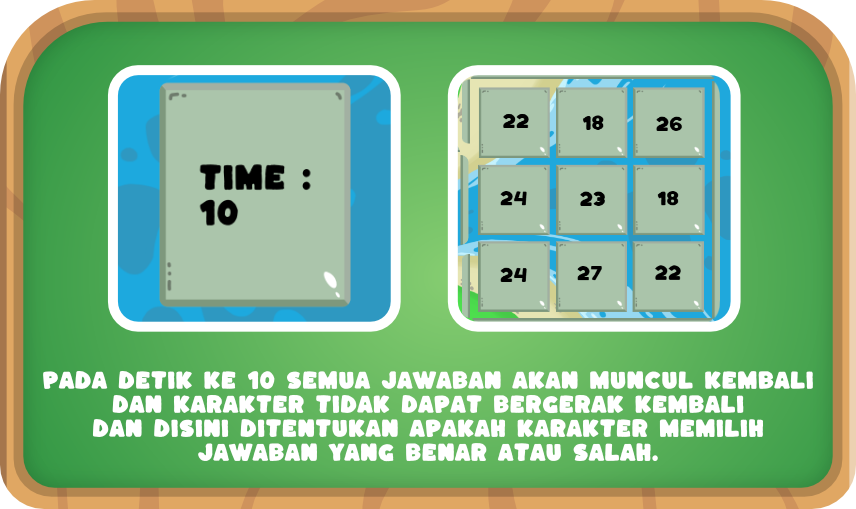 TIME :
10
22 18 26
24 23 18
24 27 22
PADA DETIK KE 10 SEMUA JAWABAN AKAN MUNCUL KEMBALI
DAN KARAKTER TIDAK DAPAT BERGERAK KEMBALI
DAN DISINI DITENTUKAN APAKAH KARAKTER MEMILIH
JAWABAN YANG BENAR ATAU SALAH.